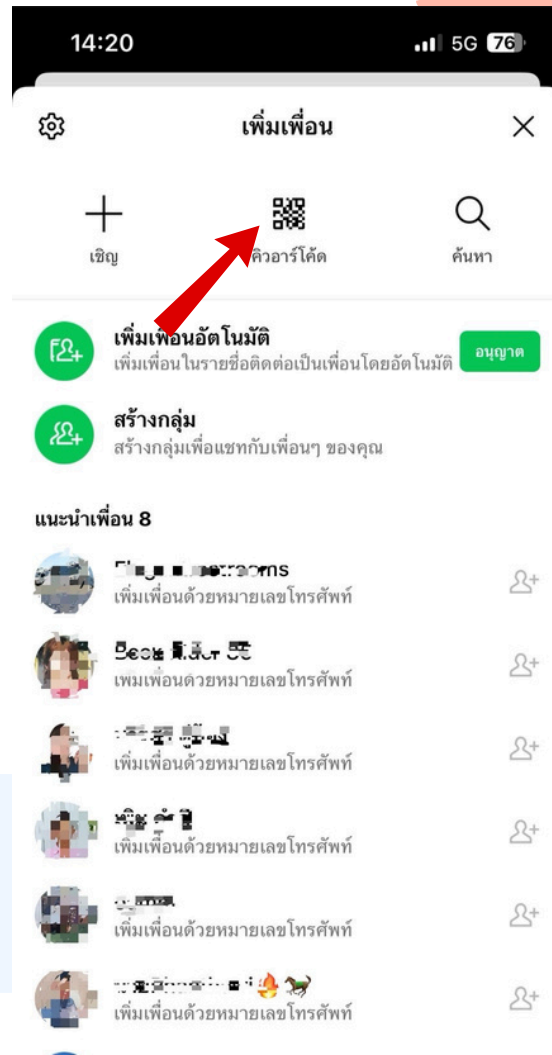 14:20
5G 76
เพิ่มเพื่อน
เชิญ
คิวอาร์โค้ด
ค้นหา
เพิ่มเพื่อนอัตโนมัติ
เพิ่มเพื่อนในรายชื่อติดต่อเป็นเพื่อนโดยอัตโนมัติ
อนุญาต
สร้างกลุ่ม
สร้างกลุ่มเพื่อแชทกับเพื่อนๆ ของคุณ
แนะนำเพื่อน 8
เพิ่มเพื่อนด้วยหมายเลขโทรศัพท์
เพิ่มเพื่อนด้วยหมายเลขโทรศัพท์
เพิ่มเพื่อนด้วยหมายเลขโทรศัพท์
เพิ่มเพื่อนด้วยหมายเลขโทรศัพท์
เพิ่มเพื่อนด้วยหมายเลขโทรศัพท์
🔥 🐎
เพิ่มเพื่อนด้วยหมายเลขโทรศัพท์